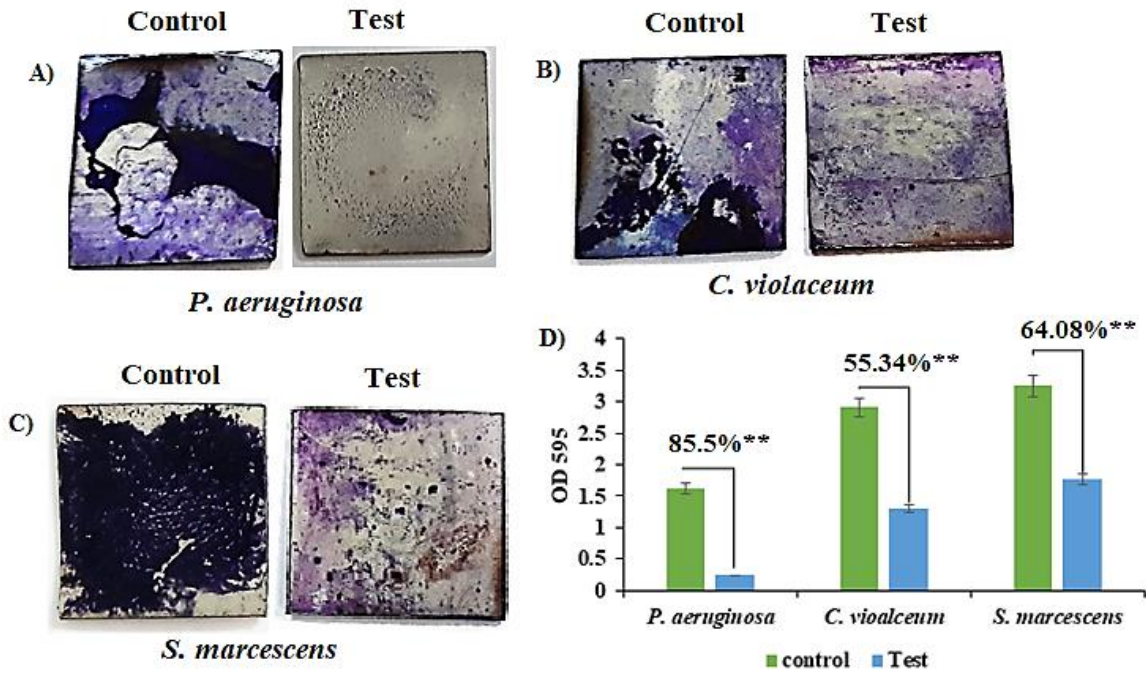 Control Test
A)
P. aeruginosa
Control Test
B)
C. violaceum
Control Test
C)
S. marcescens
D)
OD 595
4
3.5
3
2.5
2
1.5
1
0.5
0
85.5%**
55.34%**
64.08%**
P. aeruginosa C. vioalceum S. marcescens
control Test